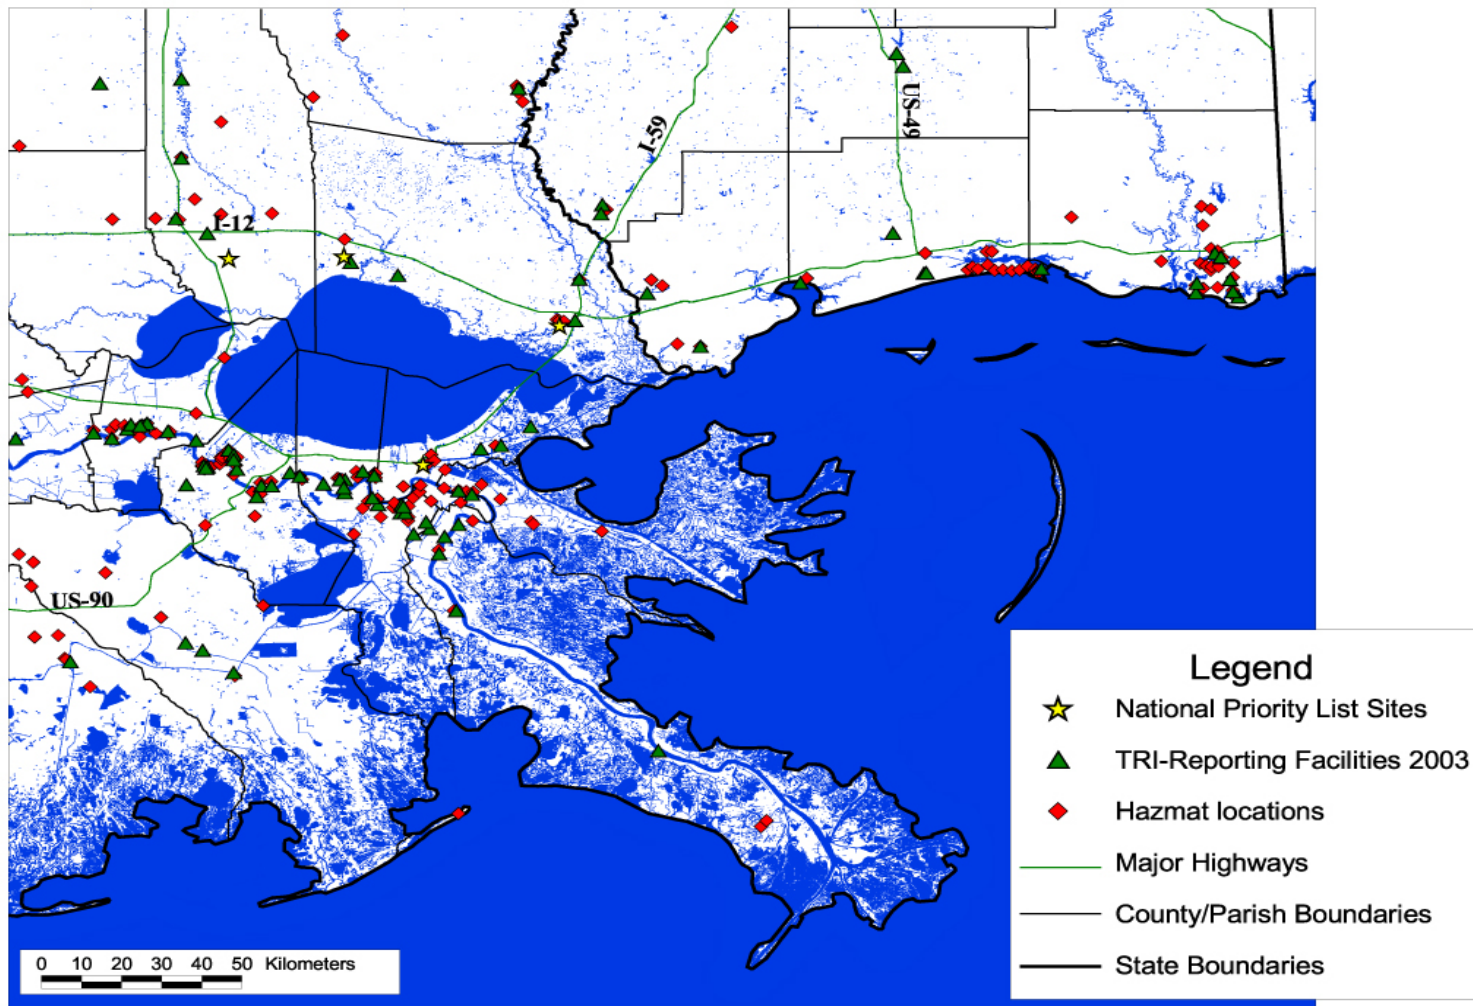 US-49
I-59
I-12
US-90
Legend
National Priority List Sites
TRI-Reporting Facilities 2003
Hazmat locations
Major Highways
County/Parish Boundaries
State Boundaries
0 10 20 30 40 50 Kilometers